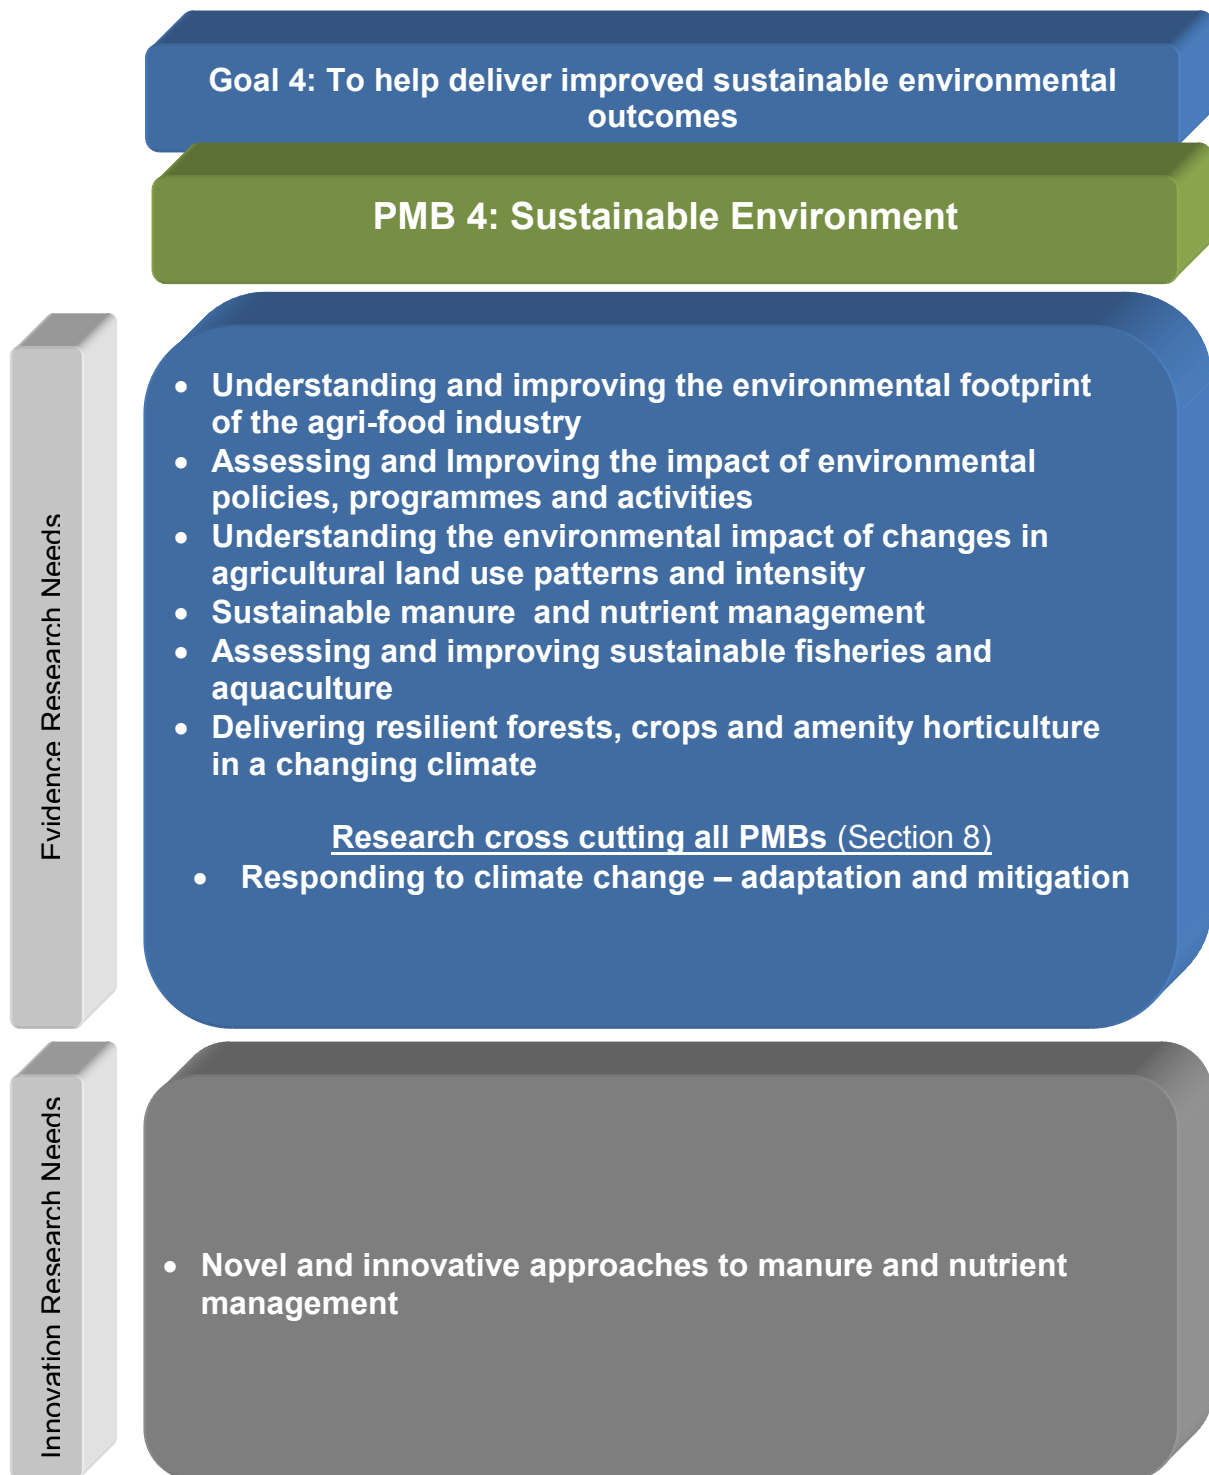 Goal 4: To help deliver improved sustainable environmental
outcomes
PMB 4: Sustainable Environment
Evidence Research Needs
• Understanding and improving the environmental footprint
of the agri-food industry
• Assessing and Improving the impact of environmental
policies, programmes and activities
• Understanding the environmental impact of changes in
agricultural land use patterns and intensity
• Sustainable manure  and nutrient management
• Assessing and improving sustainable fisheries and
aquaculture
• Delivering resilient forests, crops and amenity horticulture
in a changing climate
Research cross cutting all PMBs (Section 8)
• Responding to climate change – adaptation and mitigation
Innovation Research Needs
• Novel and innovative approaches to manure and nutrient
management